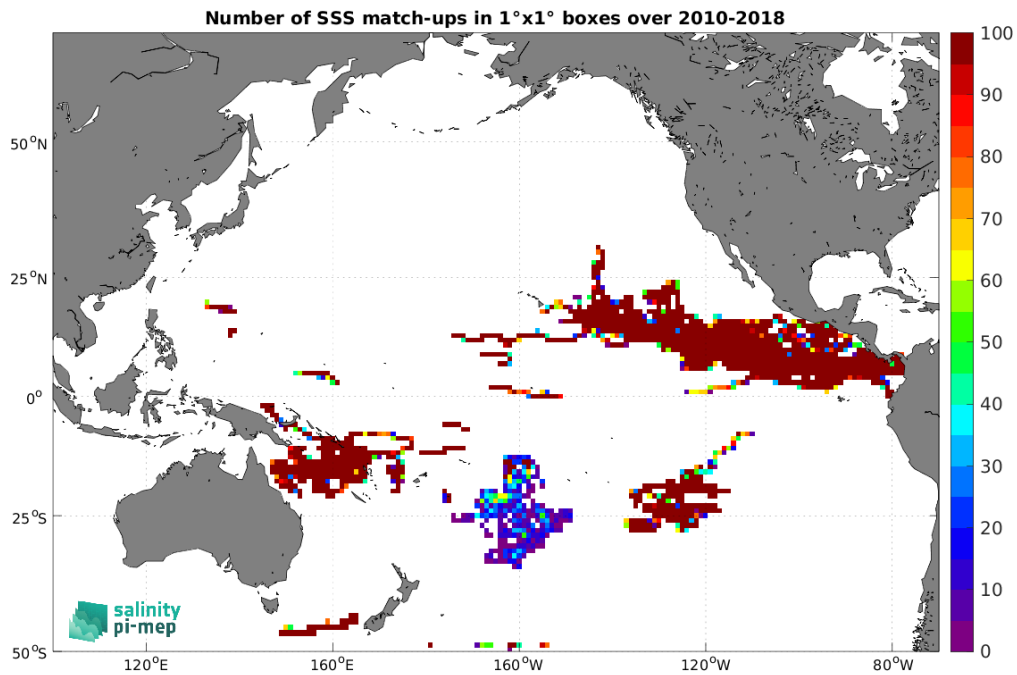 Number of SSS match-ups in 1°x1° boxes over 2010-2018
50°N
25°N
0°
25°S
50°S
120°E
160°E
160°W
120°W
80°W
100
90
80
70
60
50
40
30
20
10
0
salinity
pi-mep